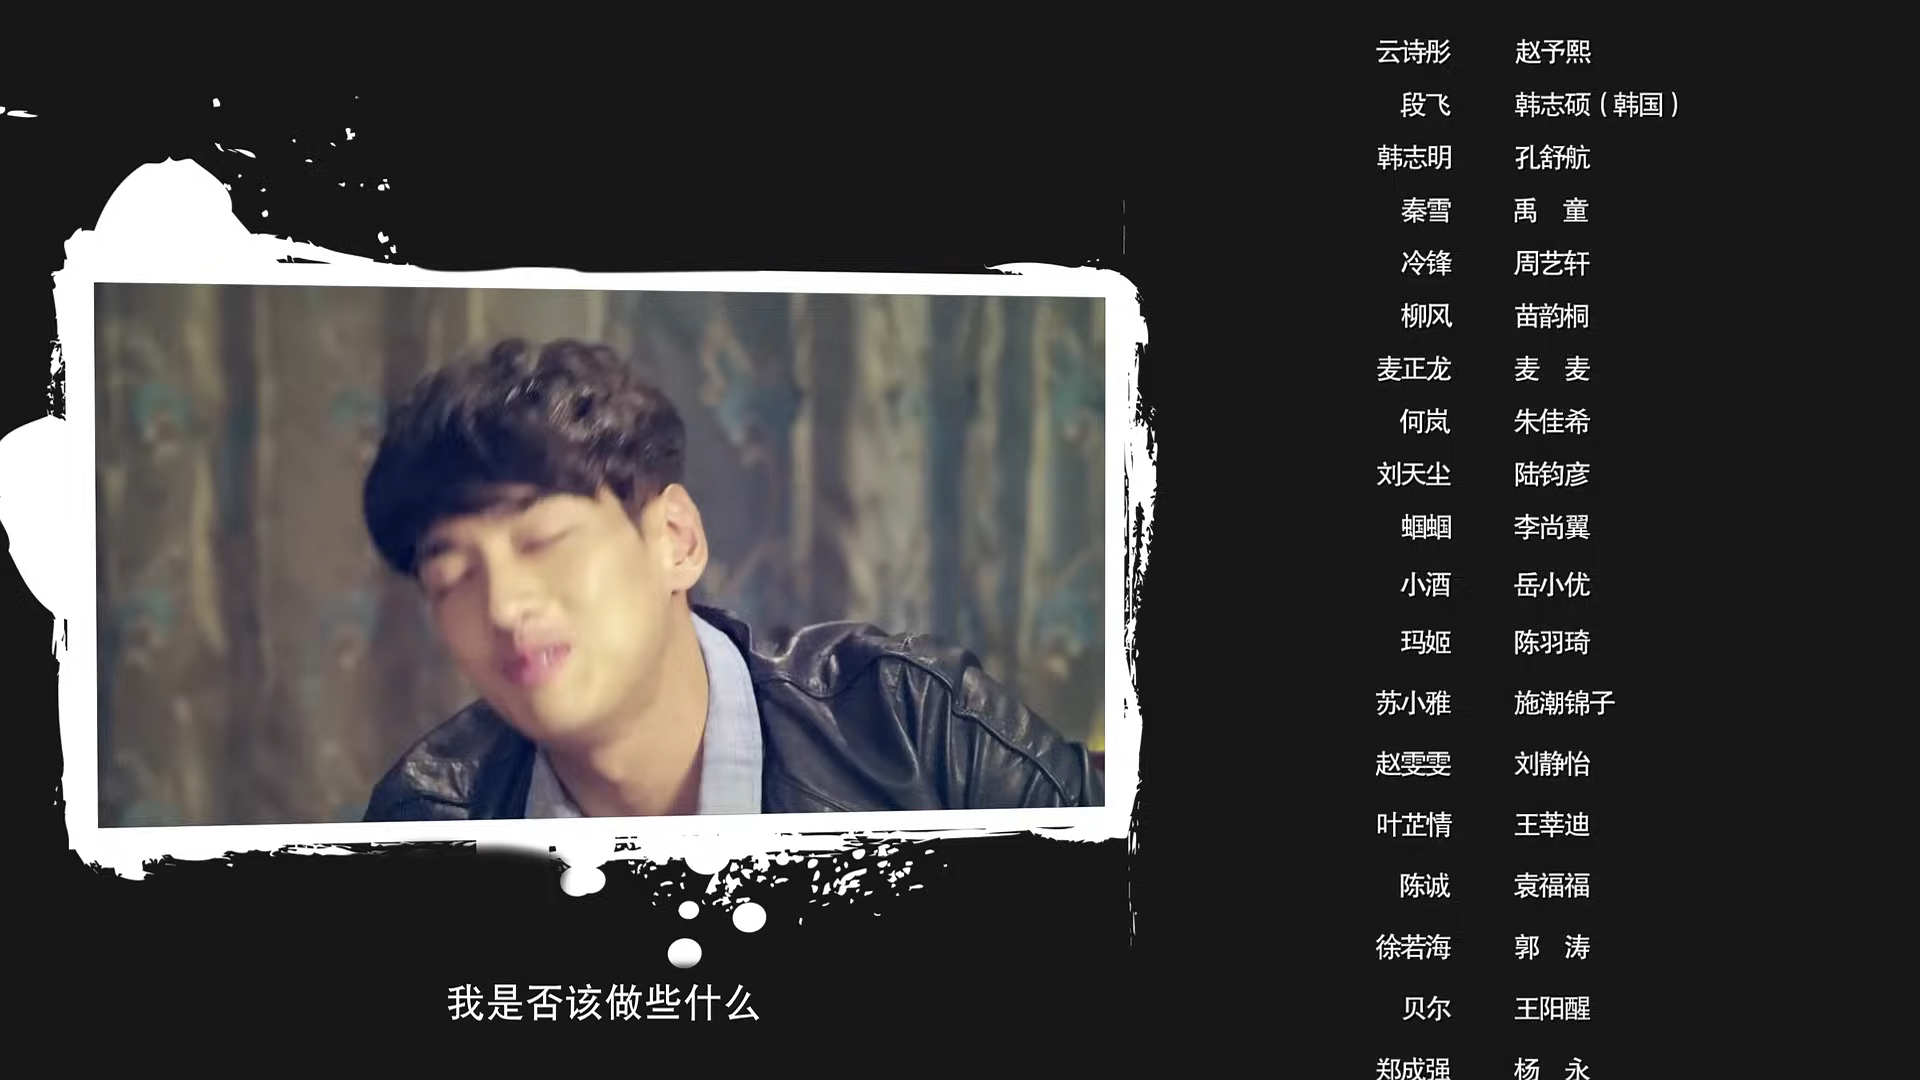 云诗彤 赵予熙
段飞 韩志硕（韩国）
韩志明 孔舒航
秦雪 禹 童
冷锋 周艺轩
柳风 苗韵桐
麦正龙 麦 麦
何岚 朱佳希
刘天尘 陆钧彦
蝈蝈 李尚翼
小酒 岳小优
玛姬 陈羽琦
苏小雅 施潮锦子
赵雯雯 刘静怡
叶芷情 王莘迪
陈诚 袁福福
徐若海 郭 涛
贝尔 王阳醒
郑成强 杨 永
我是否该做些什么